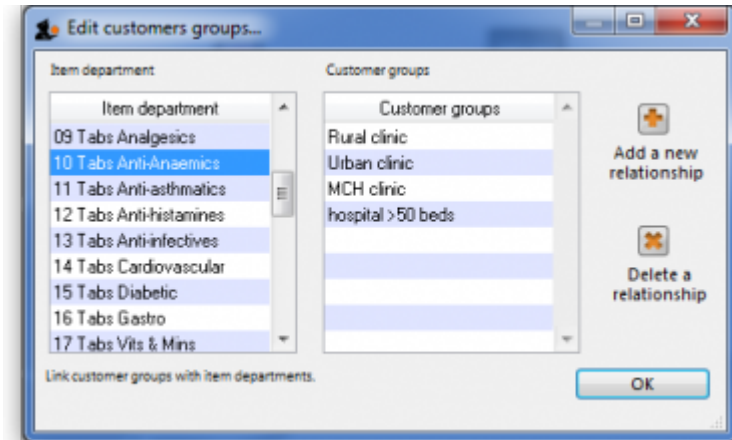 Edit customers groups...
Item department
Customer groups
Item department
Customer groups
09 Tabs Analgesics
10 Tabs Anti-Anaemics
11 Tabs Anti-asthmatics
12 Tabs Anti-histamines
13 Tabs Anti-infectives
14 Tabs Cardiovascular
15 Tabs Diabetic
16 Tabs Gastro
17 Tabs Vits & Mins
Rural clinic
Urban clinic
MCH clinic
hospital >50 beds
Add a new
relationship
Delete a
relationship
Link customer groups with item departments.
OK